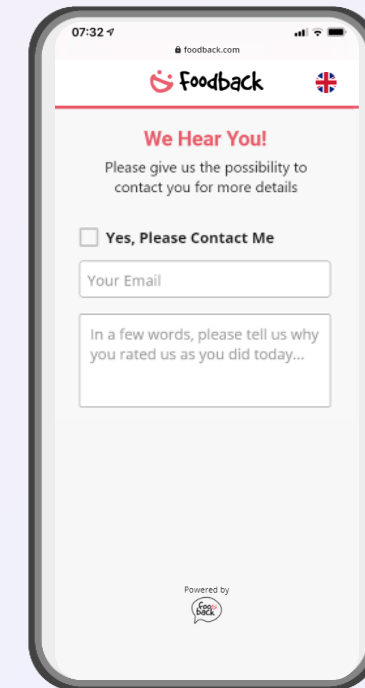 07:32
foodback.com
Foodback
We Hear You!
Please give us the possibility to
contact you for more details
Yes, Please Contact Me
Your Email
In a few words, please tell us why
you rated us as you did today...
Powered by
foodback